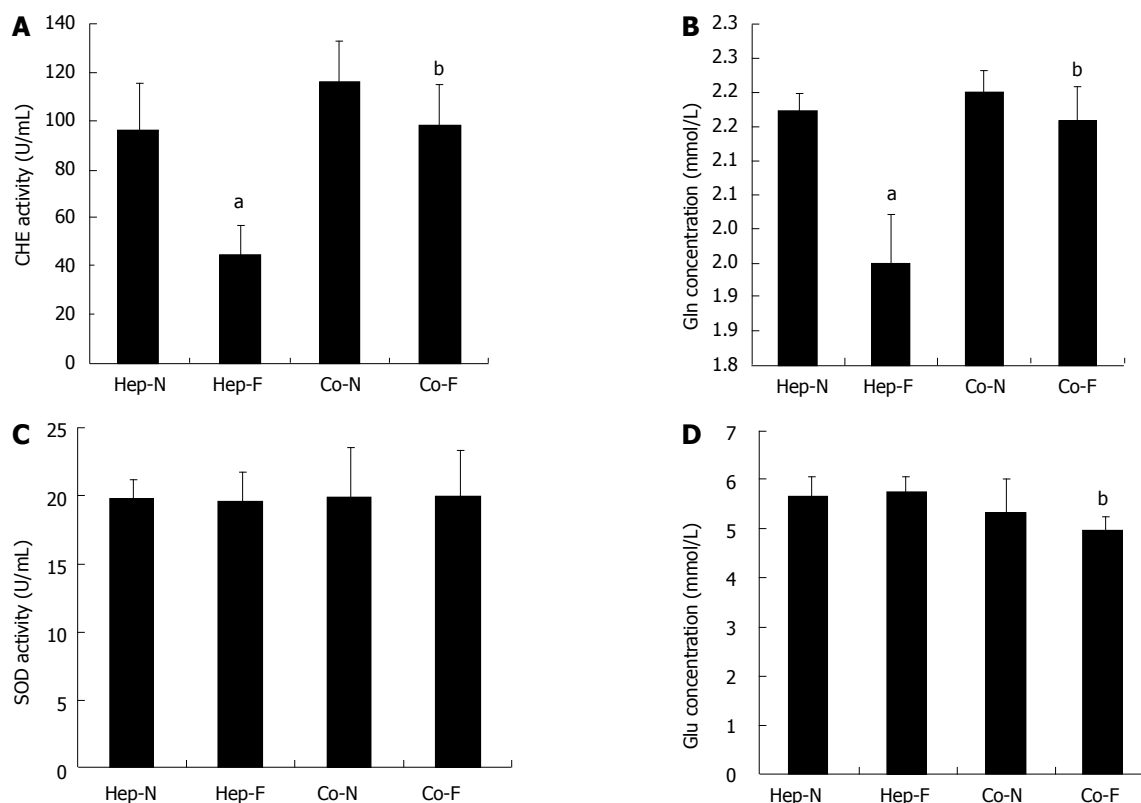 A
CHE activity (U/mL)
140
120
100
80
60
40
20
0
a
b
Hep-N Hep-F Co-N Co-F
B
Gln concentration (mmol/L)
2.3
2.3
2.2
2.2
2.1
2.1
2.0
2.0
1.9
1.9
1.8
a
b
Hep-N Hep-F Co-N Co-F
C
SOD activity (U/mL)
25
20
15
10
5
0
Hep-N Hep-F Co-N Co-F
D
Glu concentration (mmol/L)
7
6
5
4
3
2
1
0
b
Hep-N Hep-F Co-N Co-F